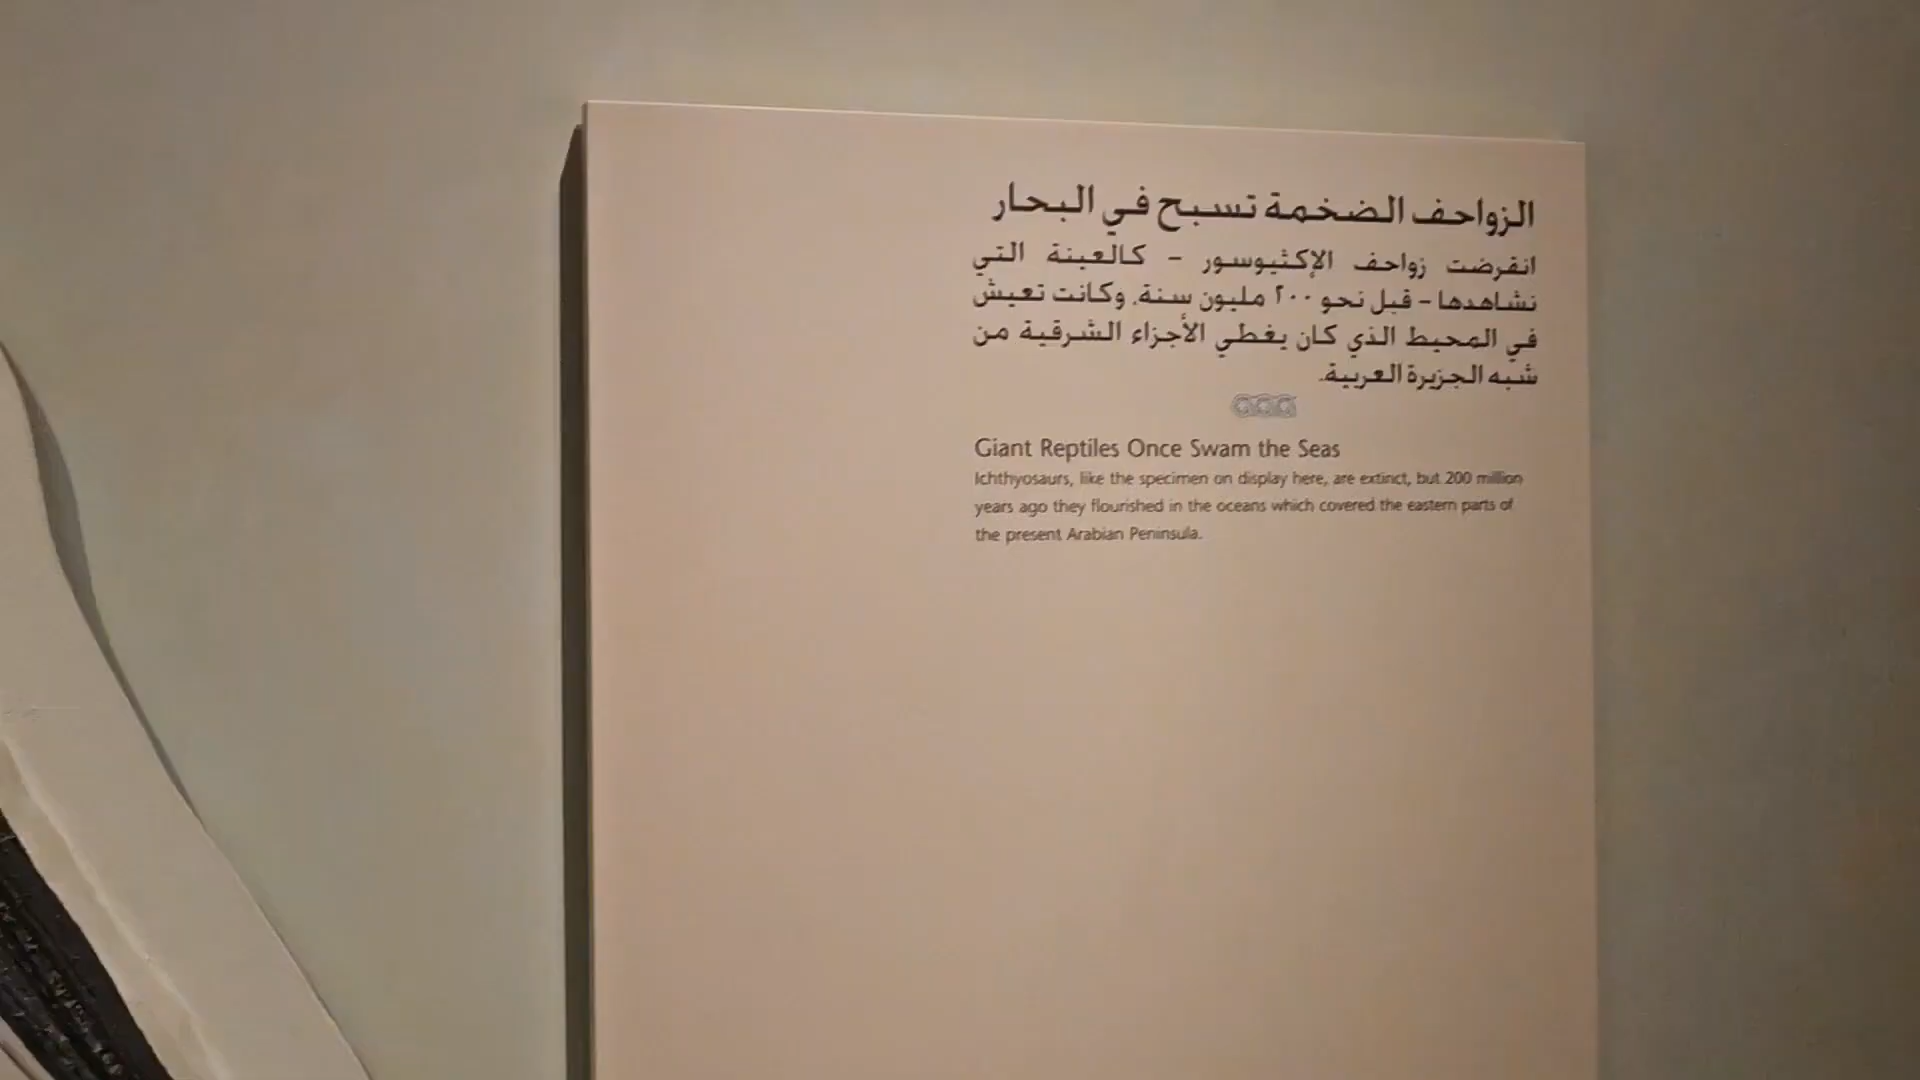 الزواحف الضخمة تسبح في البحار
انقرضت زواحف الإكثيوسور - كالعينة التي
نشاهدها - قبل نحو ٢٠٠ مليون سنة. وكانت تعيش
في المحيط الذي كان يغطي الأجزاء الشرقية من
شبه الجزيرة العربية.
Giant Reptiles Once Swam the Seas
Ichthyosaurs, like the specimen on display here, are extinct, but 200 million
years ago they flourished in the oceans which covered the eastern parts of
the present Arabian Peninsula.